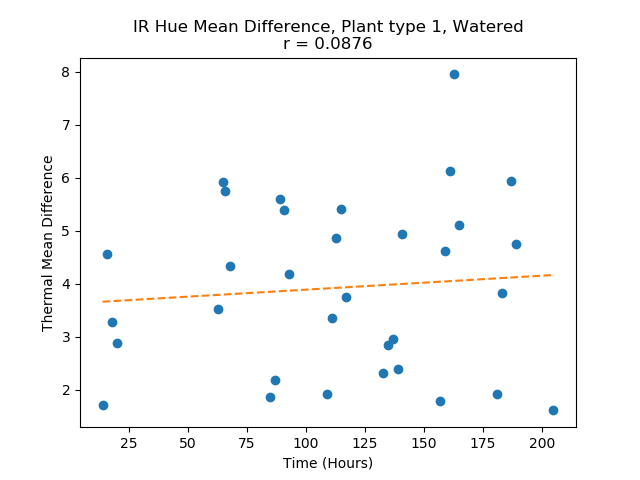 IR Hue Mean Difference, Plant type 1, Watered
r = 0.0876
8
7
6
5
4
3
2
Thermal Mean Difference
25 50 75 100 125 150 175 200
Time (Hours)